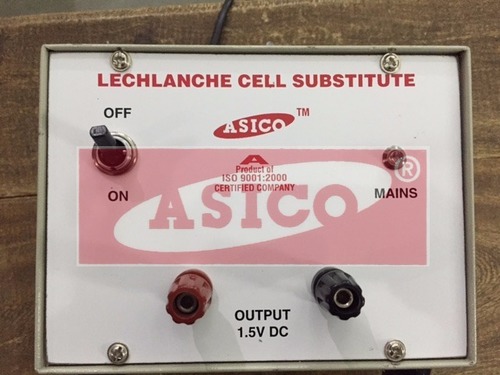 LECHLANCHE CELL SUBSTITUTE
OFF
ASICO TM
Product of
ISO 9001:2000
CERTIFIED COMPANY
ON
MAINS
ASICO ®
OUTPUT
1.5V DC